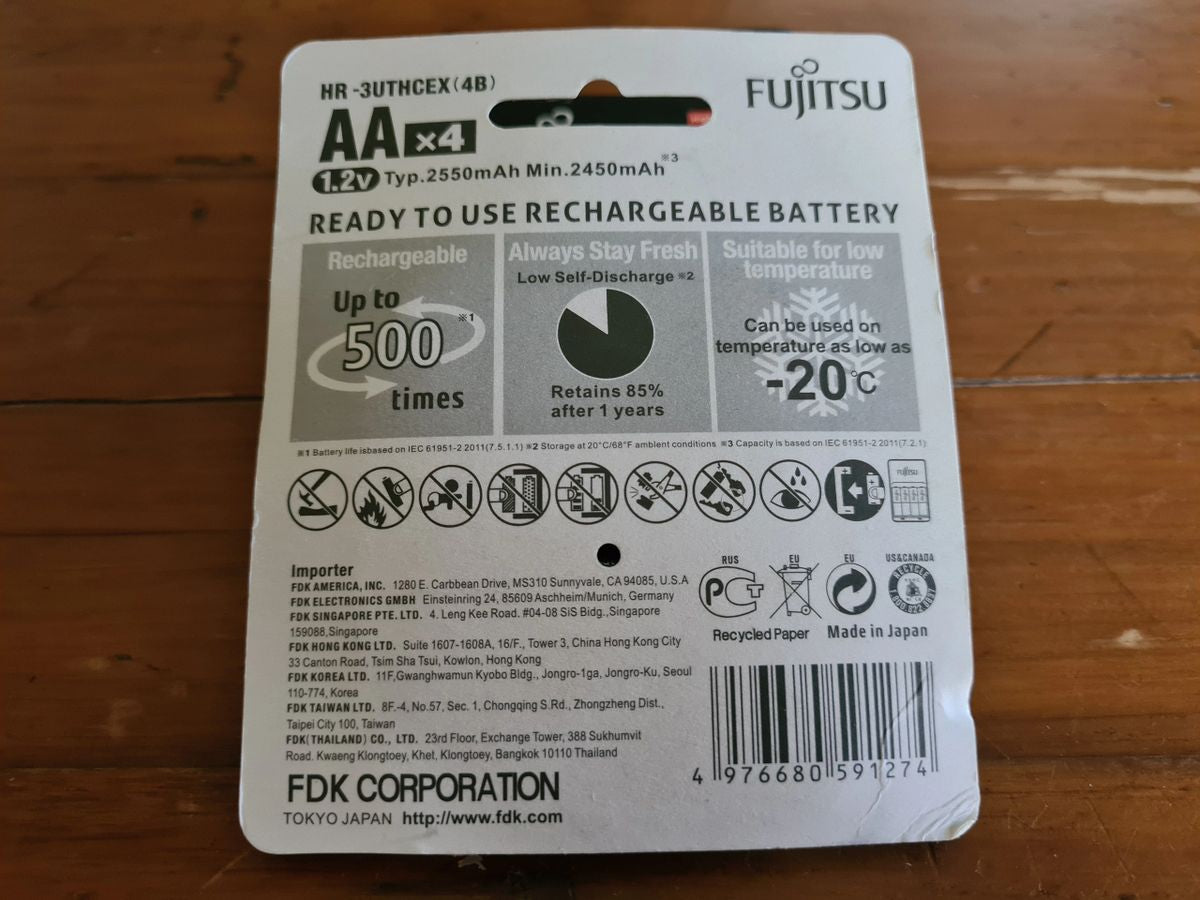 HR-3UTHCEX(4B)
FUJITSU
AA x4
1.2V Typ.2550mAh Min.2450mAh※3
READY TO USE RECHARGEABLE BATTERY
Rechargeable
Up to
500 ※1
times
Always Stay Fresh
Low Self-Discharge ※2
Retains 85%
after 1 years
Suitable for low
temperature
Can be used on
temperature as low as
-20℃
※1 Battery life isbased on IEC 61951-2 2011(7.5.1.1) ※2 Storage at 20°C/68°F ambient conditions ※3 Capacity is based on IEC 61951-2 2011(7.2.1)
FUJITSU
Importer
FDK AMERICA, INC. 1280 E. Carbbean Drive, MS310 Sunnyvale, CA 94085, U.S.A
FDK ELECTRONICS GMBH Einsteinring 24, 85609 Aschheim/Munich, Germany
FDK SINGAPORE PTE. LTD. 4. Leng Kee Road. #04-08 SiS Bidg.,Singapore
159088,Singapore
FDK HONG KONG LTD. Suite 1607-1608A, 16/F., Tower 3, China Hong Kong City
33 Canton Road, Tsim Sha Tsui, Kowlon, Hong Kong
FDK KOREA LTD. 11F,Gwanghwamun Kyobo Bldg., Jongro-1ga, Jongro-Ku, Seoul
110-774, Korea
FDK TAIWAN LTD. 8F.-4, No.57, Sec. 1, Chongqing S.Rd., Zhongzheng Dist.,
Taipei City 100, Taiwan
FDK(THAILAND) CO., LTD. 23rd Floor, Exchange Tower, 388 Sukhumvit
Road. Kwaeng Klongtoey, Khet, Klongtoey, Bangkok 10110 Thailand
FDK CORPORATION
TOKYO JAPAN http://www.fdk.com
RUS
EU
EU
US&CANADA
RECYCLE
1.800.822.8837
Recycled Paper
Made in Japan
4 976680 591274